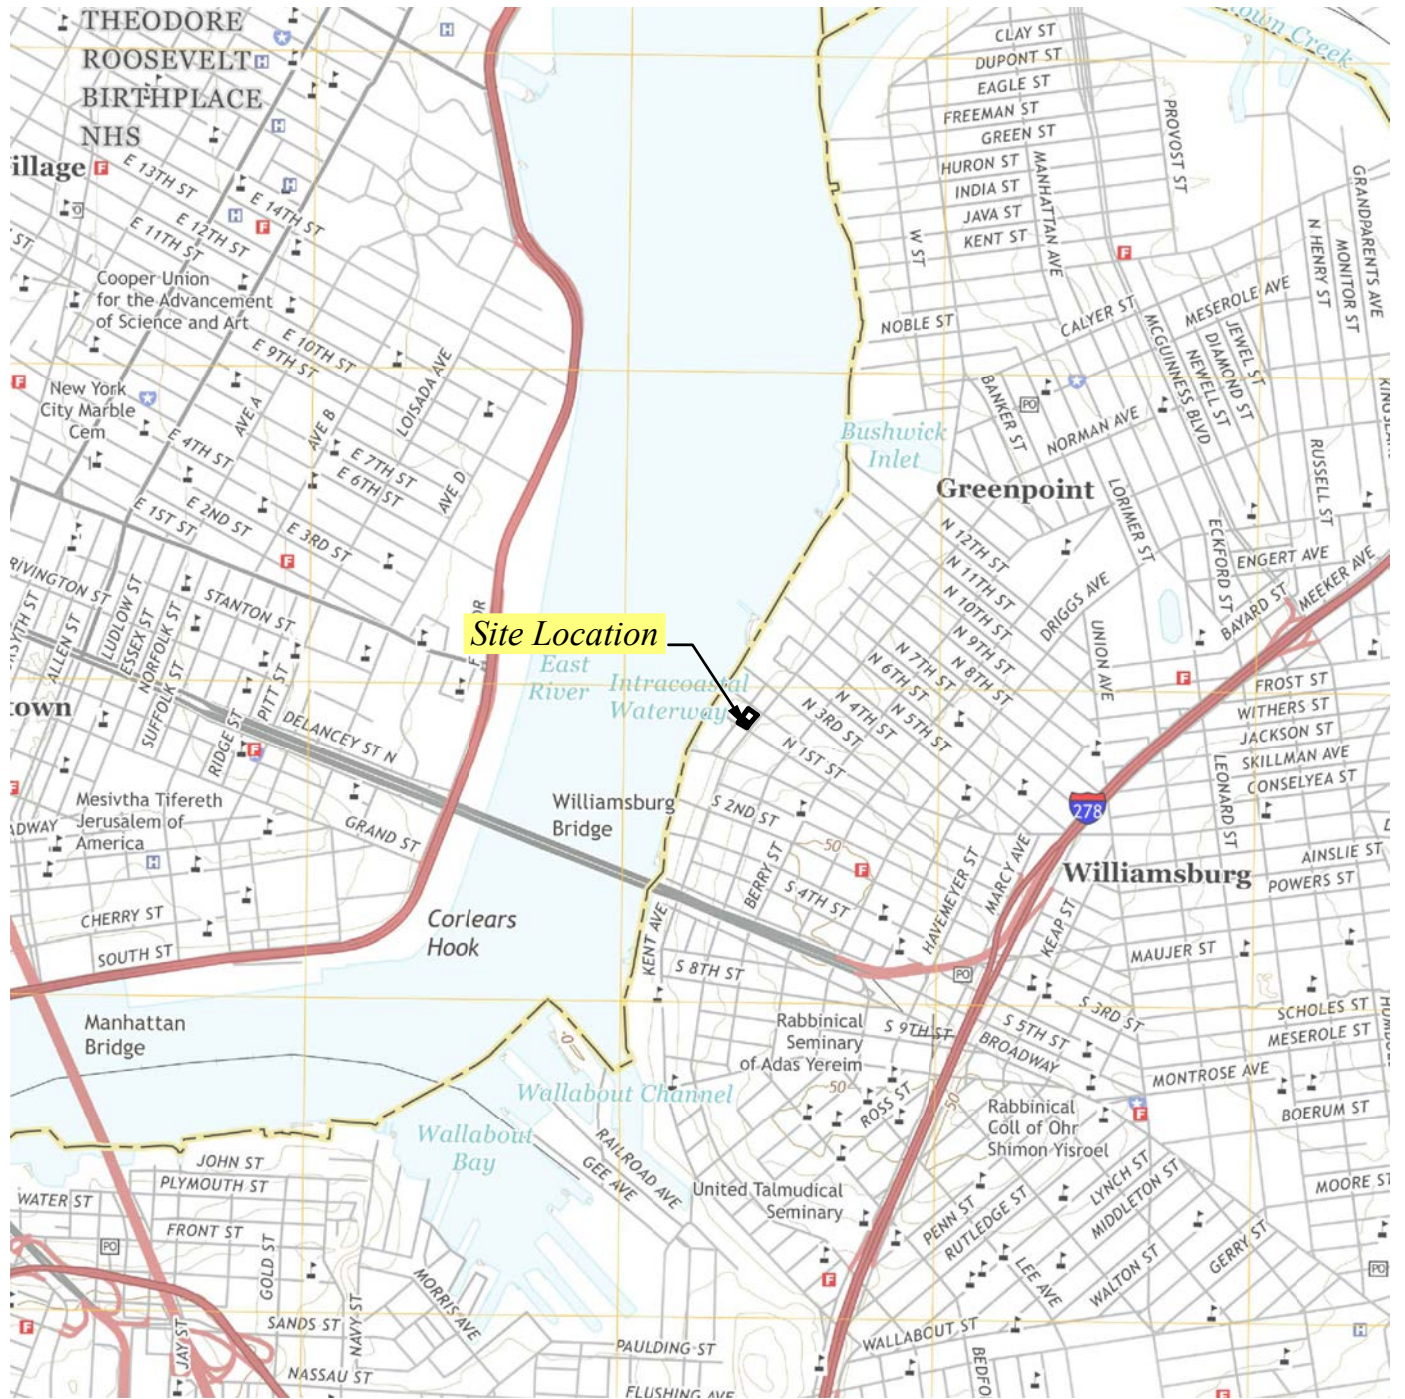 THEODORE
ROOSEVELT
BIRTHPLACE
NHS
illage
E 13TH ST
E 14TH ST
E 12TH ST
E 11TH ST
ST
Cooper Union
for the Advancement
of Science and Art
E 10TH ST
E 9TH ST
New York
City Marble
Cem
AVE A
AVE B
LOISADA AVE
E 4TH ST
E 7TH ST
E 6TH ST
AVE D
E 1ST ST
E 2ND ST
E 3RD ST
RIVINGTON ST
STANTON ST
ALLEN ST
LUDLOW ST
ESSEX ST
NORFOLK ST
SUFFOLK ST
RIDGE ST
PITT ST
town
DELANCEY ST N
Mesivtha Tifereth
Jerusalem of
America
GRAND ST
CHERRY ST
SOUTH ST
Corlears
Hook
Manhattan
Bridge
Williamsburg
Bridge
Site Location
East
River
Intracoastal
Waterway
CLAY ST
DUPONT ST
EAGLE ST
FREEMAN ST
GREEN ST
HURON ST
INDIA ST
JAVA ST
KENT ST
MANHATTAN AVE
PROVOST ST
W ST
NOBLE ST
CALYER ST
MESEROLE AVE
N HENRY ST
MONITOR ST
GRANDPARENTS AVE
MCGUINNESS BLVD
NEWELL ST
DIAMOND ST
JEWEL ST
BANKER ST
PO
NORMAN AVE
Bushwick
Inlet
Greenpoint
LORIMER ST
RUSSELL ST
ECKFORD ST
ENGERT AVE
MEEKER AVE
BAYARD ST
N 12TH ST
N 11TH ST
N 10TH ST
N 9TH ST
N 8TH ST
N 7TH ST
N 6TH ST
N 5TH ST
N 4TH ST
N 3RD ST
N 1ST ST
DRIGGS AVE
UNION AVE
FROST ST
WITHERS ST
JACKSON ST
SKILLMAN AVE
CONSELYEA ST
LEONARD ST
278
Williamsburg
AINSLIE ST
POWERS ST
S 2ND ST
50
BERRY ST
S 4TH ST
HAVEMEYER ST
MARCY AVE
KEAP ST
MAUJER ST
KENT AVE
S 8TH ST
PO
S 3RD ST
S 5TH ST
SCHOLES ST
MESEROLE ST
Rabbinical
Seminary
of Adas Yereim
S 9TH ST
BROADWAY
MONTROSE AVE
50
ROSS ST
50
Rabbinical
Coll of Ohr
Shimon Yisroel
BOERUM ST
0
Wallabout Channel
Wallabout
Bay
RAILROAD AVE
GEE AVE
United Talmudical
Seminary
LYNCH ST
MIDDLETON ST
MOORE ST
PENN ST
RUTLEDGE ST
LEE AVE
WALTON ST
GERRY ST
PO
JOHN ST
PLYMOUTH ST
WATER ST
FRONT ST
PO
GOLD ST
MORRIS AVE
SANDS ST
NAVY ST
JAY ST
NASSAU ST
PAULDING ST
FLUSHING AVE
WALLABOUT ST